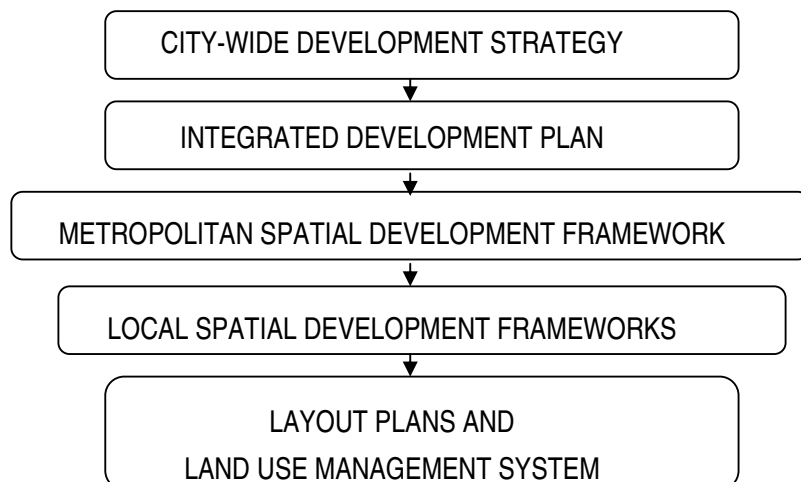 CITY-WIDE DEVELOPMENT STRATEGY
INTEGRATED DEVELOPMENT PLAN
METROPOLITAN SPATIAL DEVELOPMENT FRAMEWORK
LOCAL SPATIAL DEVELOPMENT FRAMEWORKS
LAYOUT PLANS AND
LAND USE MANAGEMENT SYSTEM